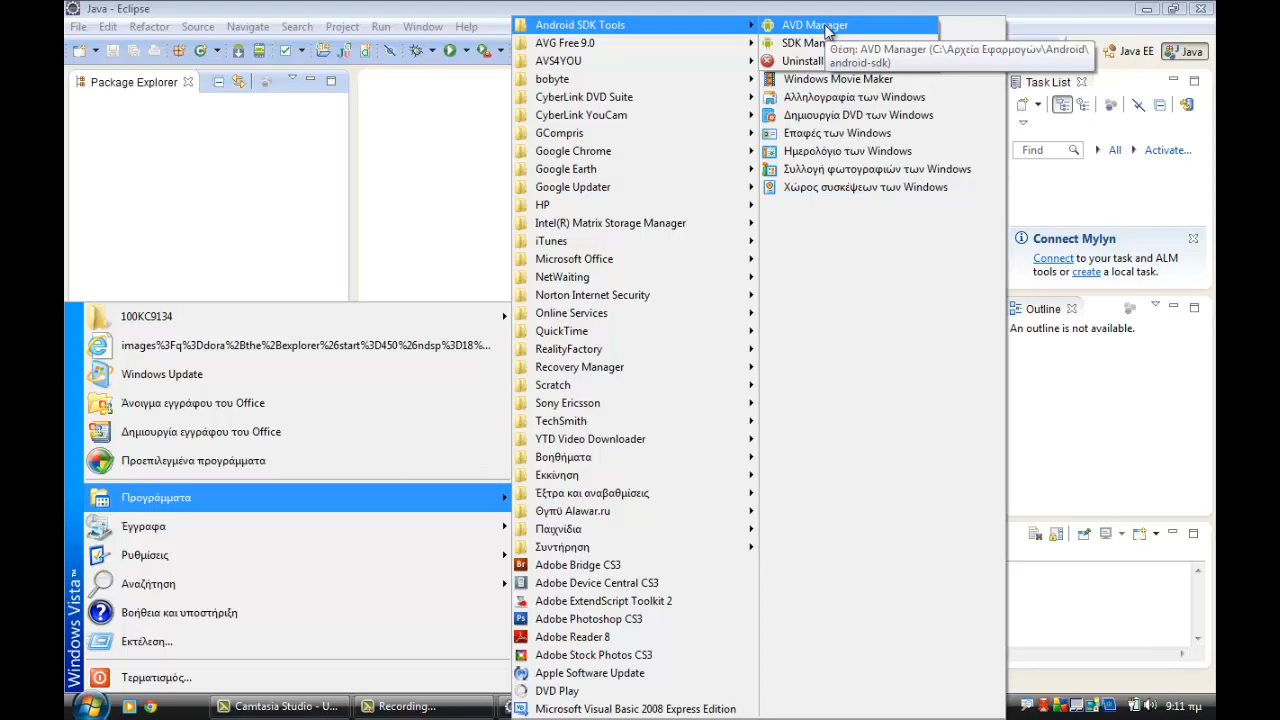 Java - Eclipse
File Edit Refactor Source Navigate Search Project Run Window Help
Java EE
Java
Package Explorer
Task List
Find
All
Activate...
Connect Mylyn
Connect to your task and ALM
tools or create a local task.
Outline
An outline is not available.
100KC9134
images%3Fq%3Ddora%2Bthe%2Bexplorer%26start%3D450%26ndsp%3D18%...
Windows Update
Άνοιγμα εγγράφου του Office
Δημιουργία εγγράφου του Office
Προεπιλεγμένα προγράμματα
Προγράμματα
Έγγραφα
Ρυθμίσεις
Αναζήτηση
Βοήθεια και υποστήριξη
Εκτέλεση...
Τερματισμός...
Windows Vista™
Android SDK Tools
AVG Free 9.0
AVS4YOU
bobyte
CyberLink DVD Suite
CyberLink YouCam
GCompris
Google Chrome
Google Earth
Google Updater
HP
Intel(R) Matrix Storage Manager
iTunes
Microsoft Office
NetWaiting
Norton Internet Security
Online Services
QuickTime
RealityFactory
Recovery Manager
Scratch
Sony Ericsson
TechSmith
YTD Video Downloader
Βοηθήματα
Εκκίνηση
Έξτρα και αναβαθμίσεις
Θγπϋ Alawar.ru
Παιχνίδια
Συντήρηση
Adobe Bridge CS3
Adobe Device Central CS3
Adobe ExtendScript Toolkit 2
Adobe Photoshop CS3
Adobe Reader 8
Adobe Stock Photos CS3
Apple Software Update
DVD Play
Microsoft Visual Basic 2008 Express Edition
AVD Manager
SDK Man
Uninstall
Θέση: AVD Manager (C:\Αρχεία Εφαρμογών\Android\
android-sdk)
Windows Movie Maker
Αλληλογραφία των Windows
Δημιουργία DVD των Windows
Επαφές των Windows
Ημερολόγιο των Windows
Συλλογή φωτογραφιών των Windows
Χώρος συσκέψεων των Windows
Camtasia Studio - U...
Recording...
9:11 πμ